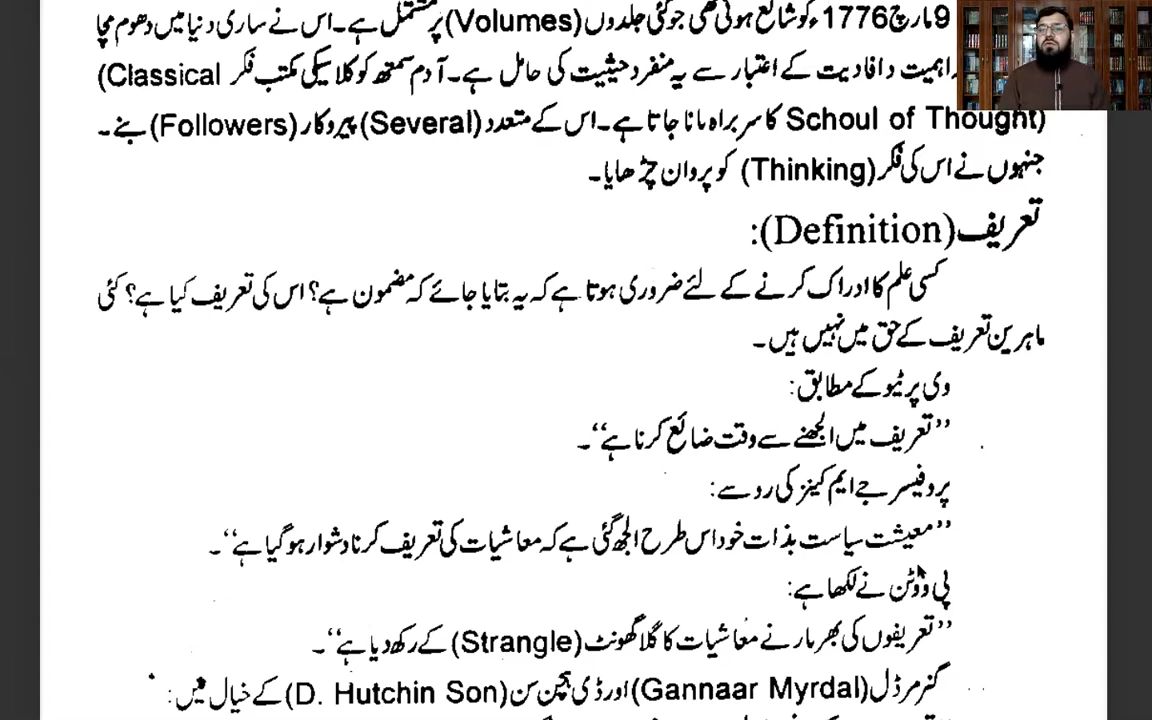 9 مارچ 1776ء کو شائع ہوئی تھی جو کئی جلدوں (Volumes) پر مشتمل ہے۔ اس نے ساری دنیا میں دھوم مچا
اہمیت و افادیت کے اعتبار سے یہ منفرد حیثیت کی حامل ہے۔ آدم سمتھ کو کلاسیکی مکتب فکر (Classical
Schoul of Thought) کا سربراہ مانا جاتا ہے۔ اس کے متعدد (Several) پیروکار (Followers) بنے۔
جنہوں نے اس کی فکر (Thinking) کو پروان چڑھایا۔
تعریف (Definition):
کسی علم کا ادراک کرنے کے لئے ضروری ہوتا ہے کہ یہ بتایا جائے کہ مضمون ہے؟ اس کی تعریف کیا ہے؟ کئی
ماہرین تعریف کے حق میں نہیں ہیں۔
وی پرٹیو کے مطابق:
’’تعریف میں الجھنے سے وقت ضائع کرنا ہے‘‘۔
پروفیسر جے ایم کینز کی رو سے:
’’معیشت سیاست بذات خود اس طرح الجھ گئی ہے کہ معاشیات کی تعریف کرنا دشوار ہو گیا ہے‘‘۔
پی ووٹن نے لکھا ہے:
’’تعریفوں کی بھرمار نے معاشیات کا گلا گھونٹ (Strangle) کے رکھ دیا ہے‘‘۔
گنر مرڈل (Gannaar Myrdal) اور ڈی ہچن سن (D. Hutchin Son) کے خیال میں: